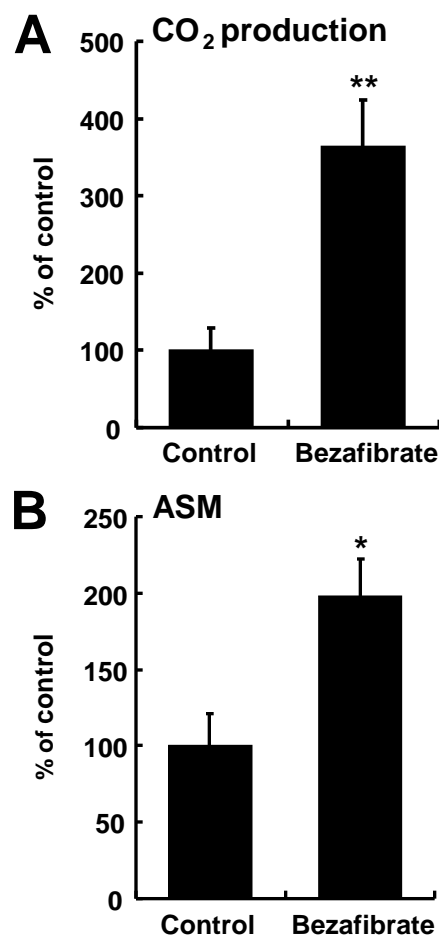 A CO2 production
500
400
300
200
100
0
% of control
**
Control Bezafibrate
B ASM
250
200
150
100
50
0
% of control
*
Control Bezafibrate